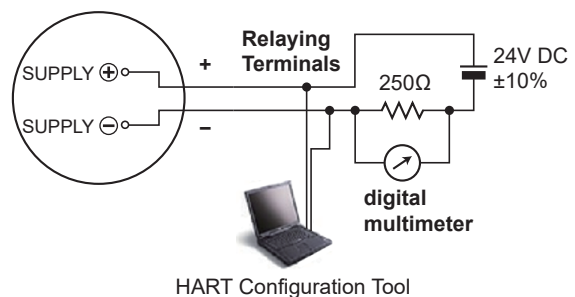 Relaying
Terminals
24V DC
±10%
250Ω
SUPPLY ⊕
+
SUPPLY ⊖
−
digital
multimeter
HART Configuration Tool